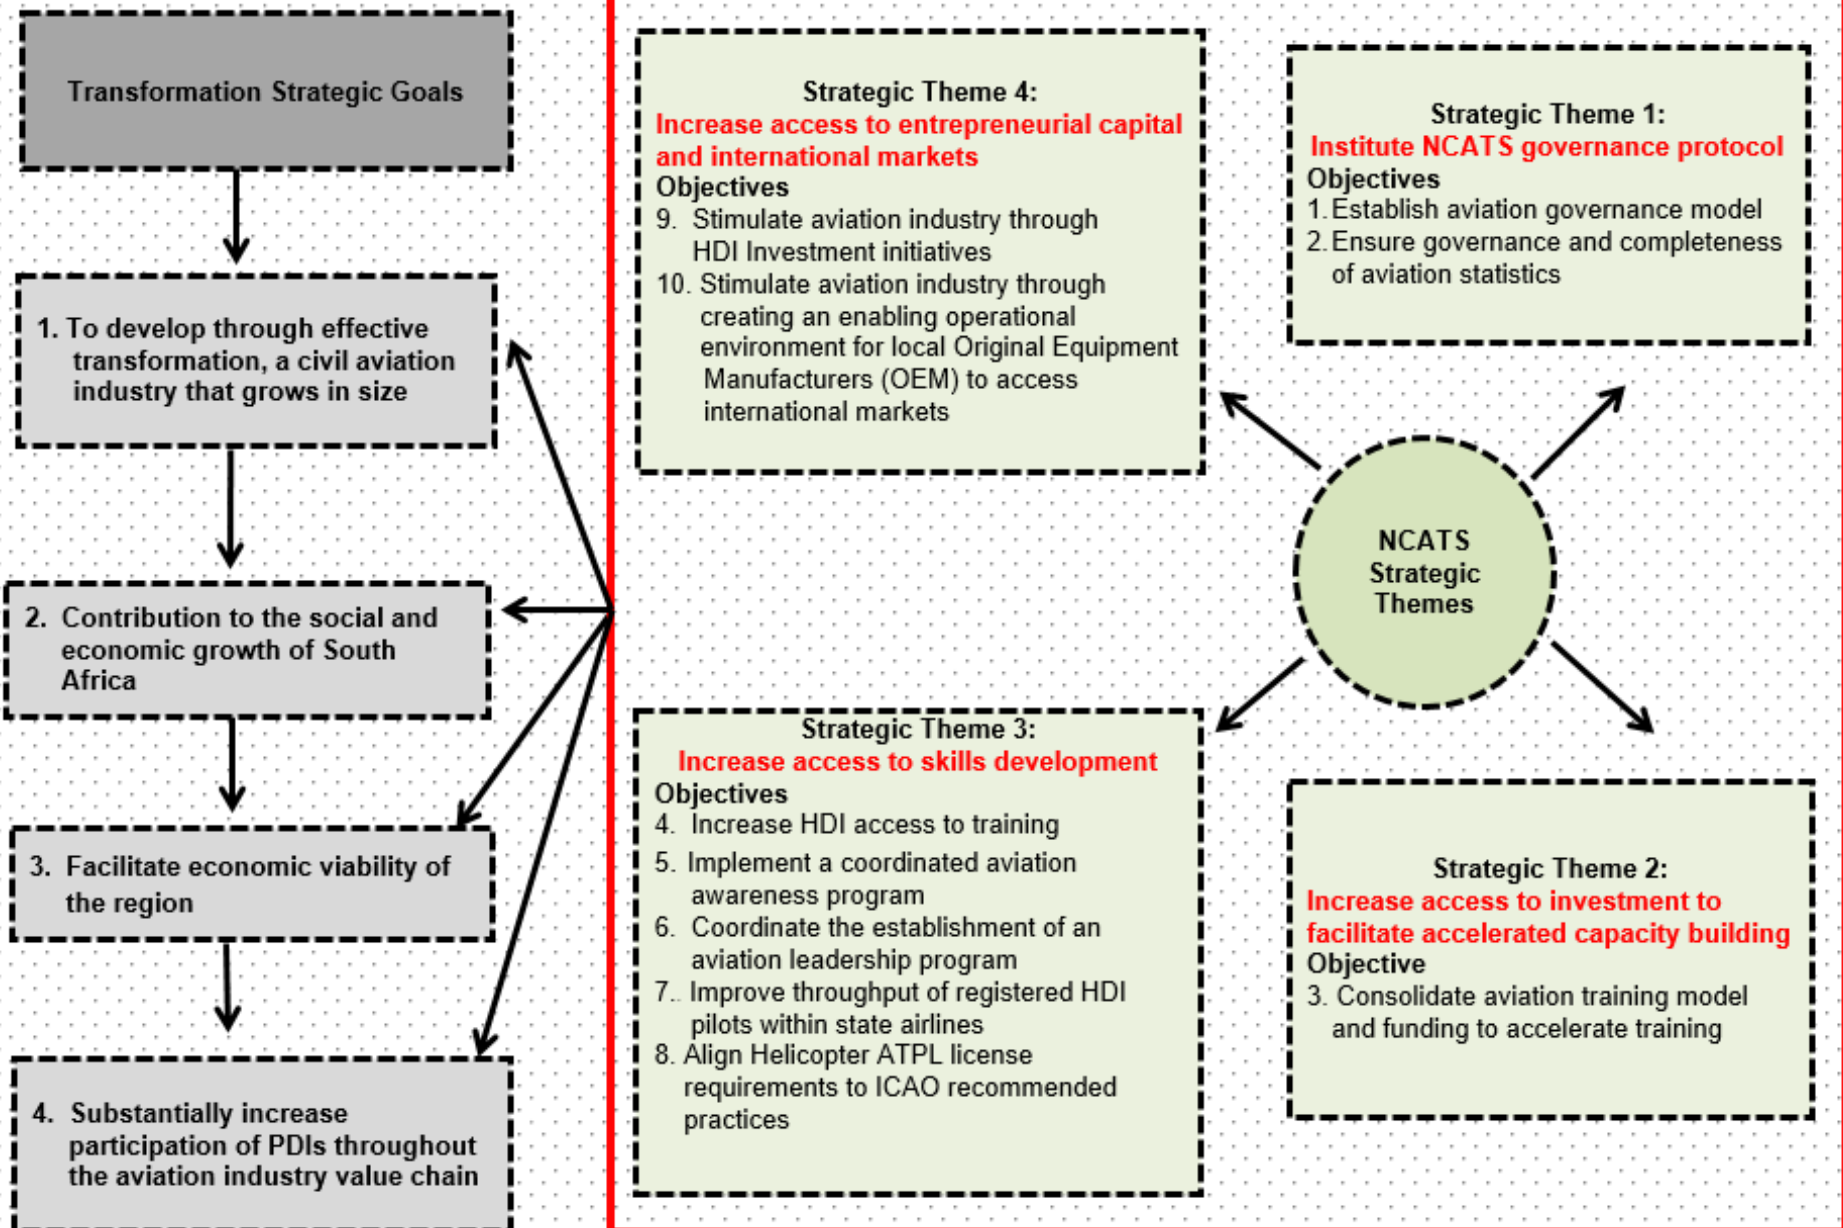 Transformation Strategic Goals
1. To develop through effective
transformation, a civil aviation
industry that grows in size
2. Contribution to the social and
economic growth of South
Africa
3. Facilitate economic viability of
the region
4. Substantially increase
participation of PDIs throughout
the aviation industry value chain
Strategic Theme 4:
Increase access to entrepreneurial capital
and international markets
Objectives
9. Stimulate aviation industry through
HDI Investment initiatives
10. Stimulate aviation industry through
creating an enabling operational
environment for local Original Equipment
Manufacturers (OEM) to access
international markets
Strategic Theme 1:
Institute NCATS governance protocol
Objectives
1. Establish aviation governance model
2. Ensure governance and completeness
of aviation statistics
NCATS
Strategic
Themes
Strategic Theme 3:
Increase access to skills development
Objectives
4. Increase HDI access to training
5. Implement a coordinated aviation
awareness program
6. Coordinate the establishment of an
aviation leadership program
7.. Improve throughput of registered HDI
pilots within state airlines
8. Align Helicopter ATPL license
requirements to ICAO recommended
practices
Strategic Theme 2:
Increase access to investment to
facilitate accelerated capacity building
Objective
3. Consolidate aviation training model
and funding to accelerate training